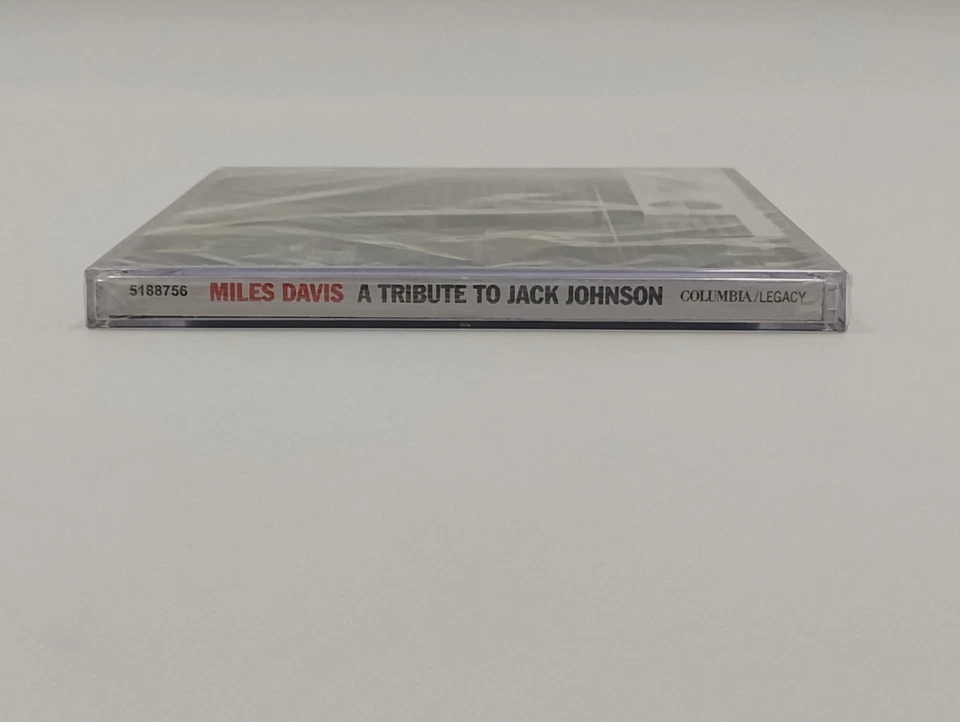 5188756 MILES DAVIS A TRIBUTE TO JACK JOHNSON COLUMBIA/LEGACY